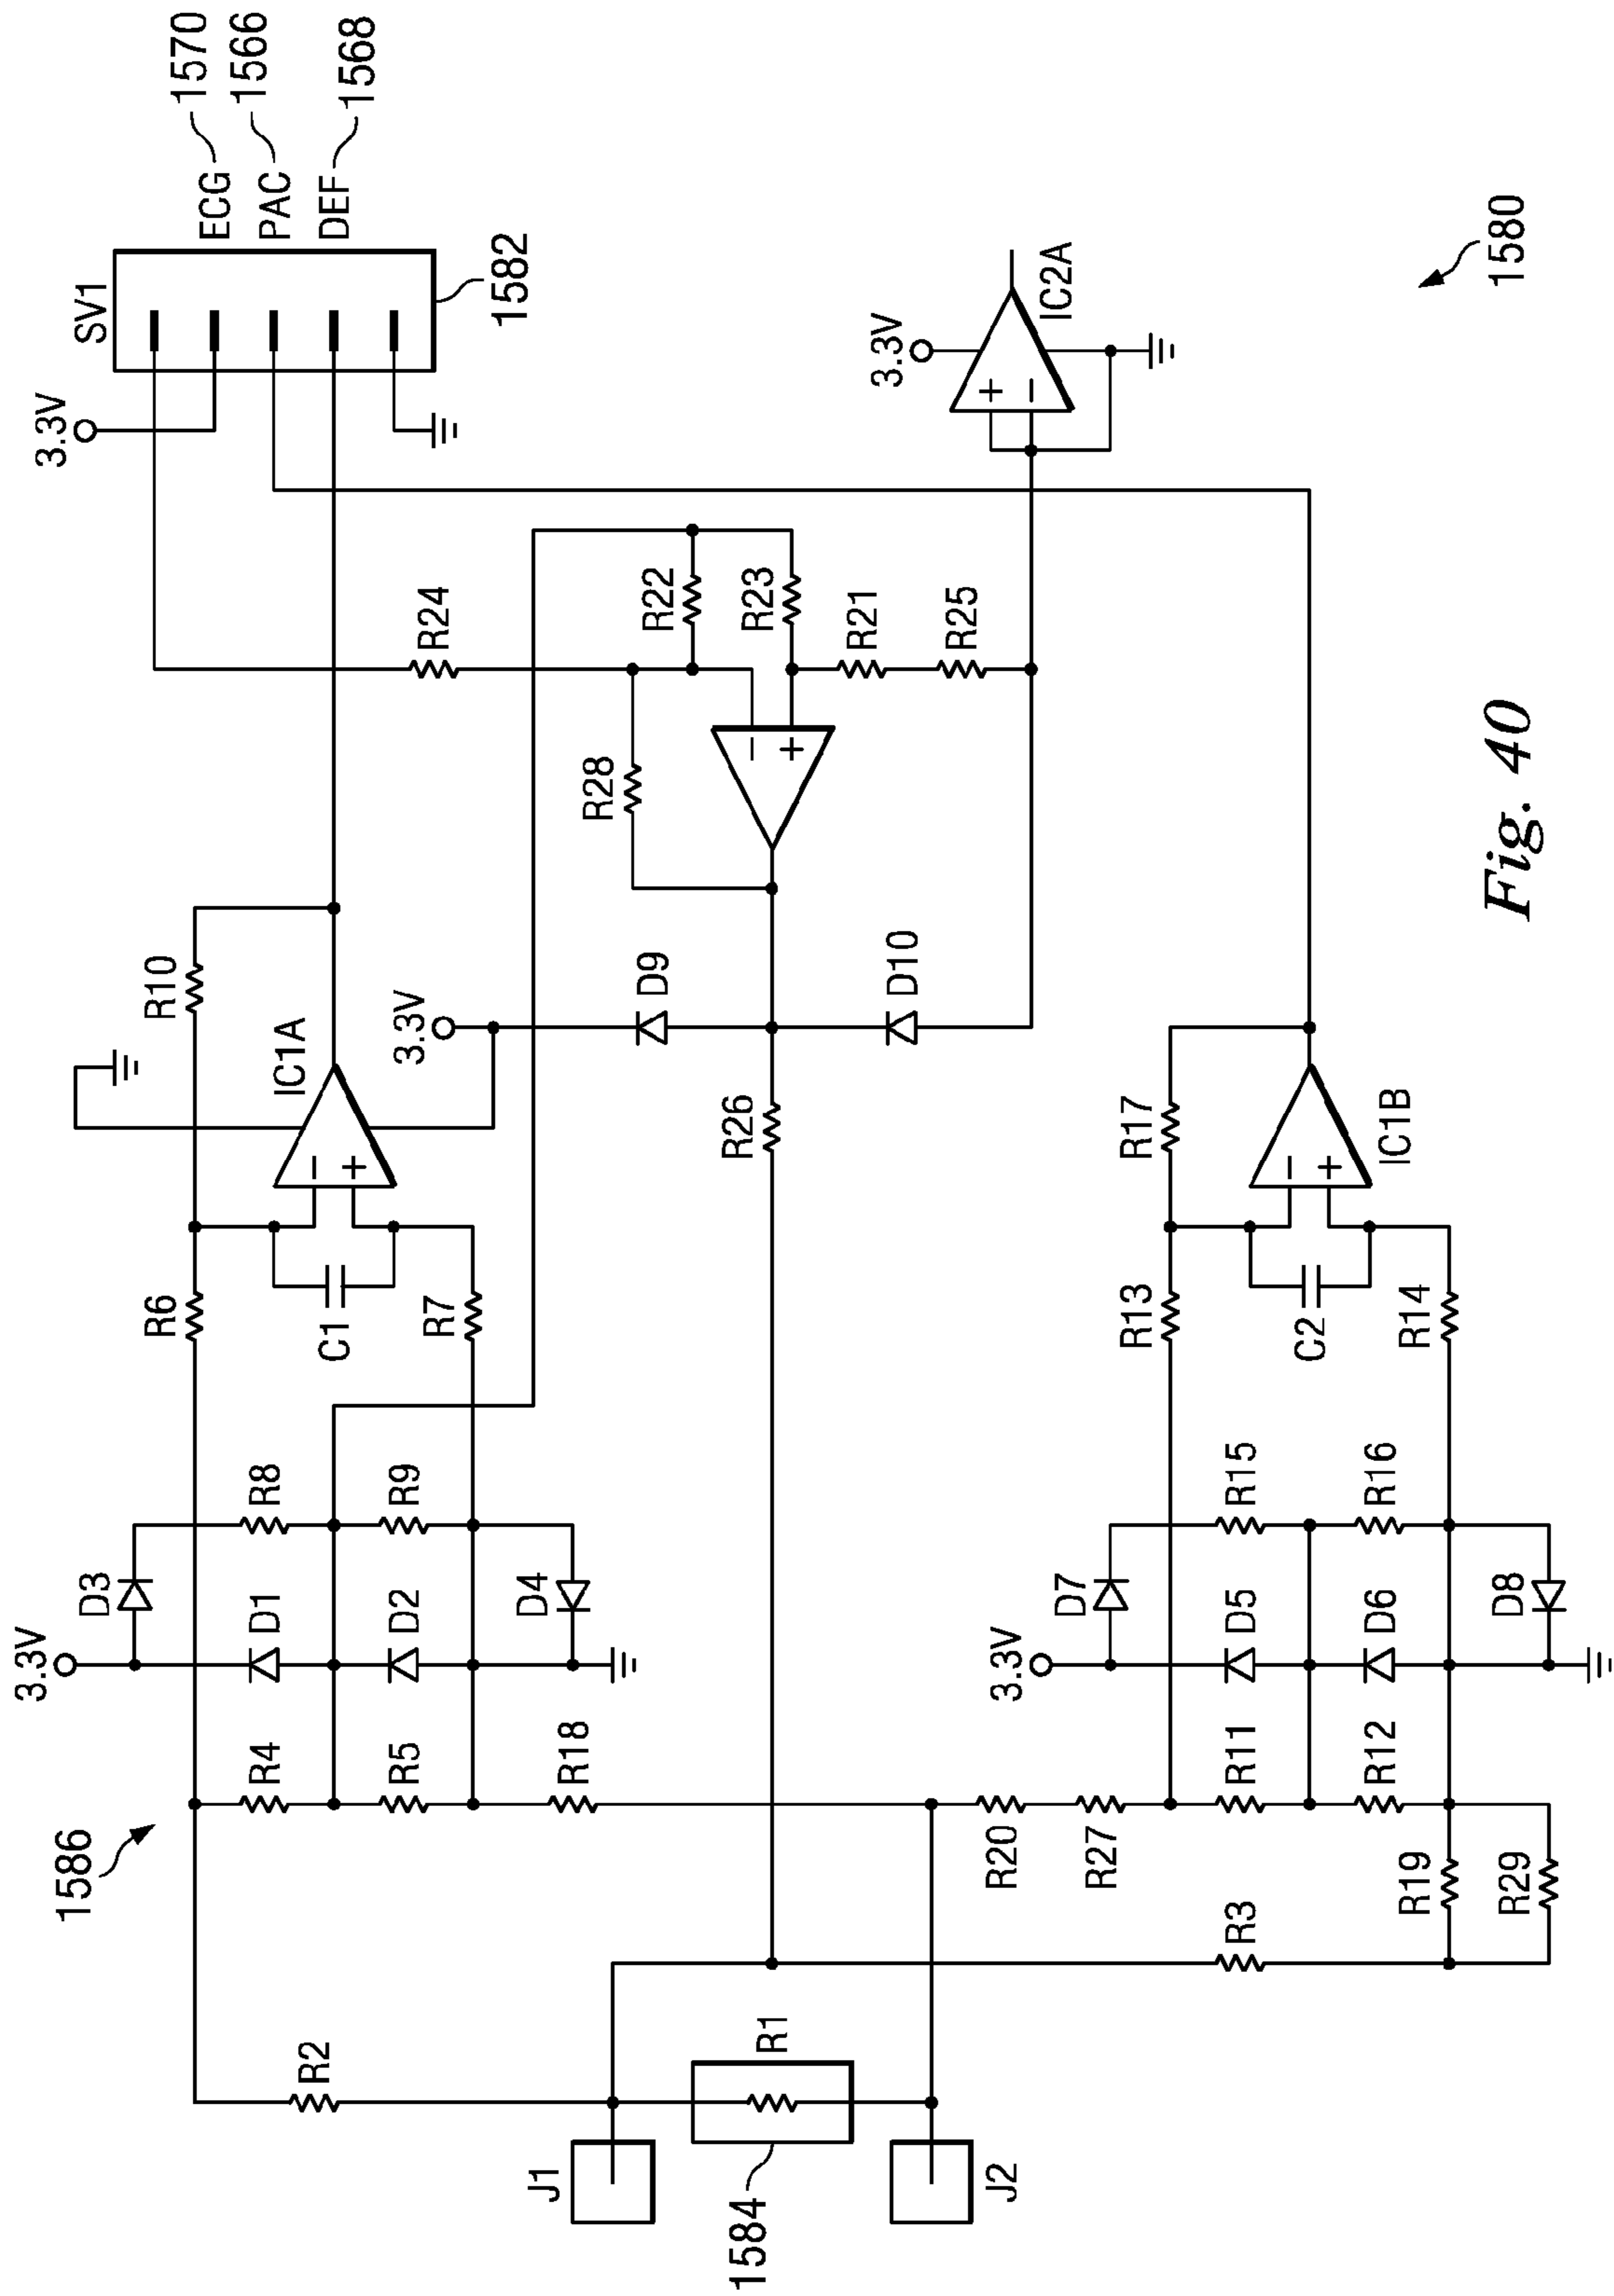 1570
1566
1568
ECG
PAC
DEF
SV1
1582
3.3V
3.3V
IC2A
1580
R24
R22
R23
R21
R25
R28
R10
IC1A
3.3V
D9
D10
R26
R17
IC1B
R6
C1
R7
R13
C2
R14
3.3V
D3
R8
D1
R9
D2
D4
R4
R5
R18
1586
3.3V
D7
R15
D5
R16
D6
D8
R20
R27
R11
R12
R19
R29
R3
R2
R1
J1
J2
1584
Fig. 40
+
−
−
+
−
+
−
+